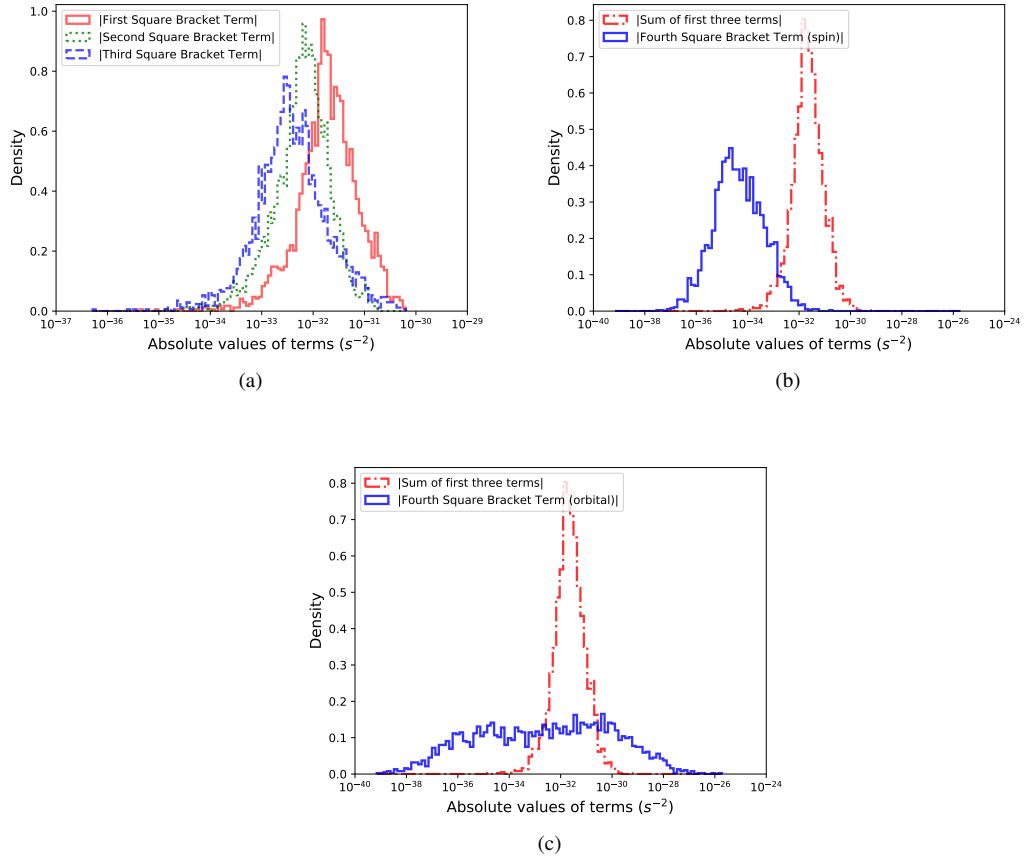 |First Square Bracket Term|
|Second Square Bracket Term|
|Third Square Bracket Term|
1.0
0.8
0.6
0.4
0.2
0.0
Density
10⁻³⁷ 10⁻³⁶ 10⁻³⁵ 10⁻³⁴ 10⁻³³ 10⁻³² 10⁻³¹ 10⁻³⁰ 10⁻²⁹
Absolute values of terms (s⁻²)
(a)
|Sum of first three terms|
|Fourth Square Bracket Term (spin)|
0.8
0.7
0.6
0.5
0.4
0.3
0.2
0.1
0.0
Density
10⁻⁴⁰ 10⁻³⁸ 10⁻³⁶ 10⁻³⁴ 10⁻³² 10⁻³⁰ 10⁻²⁸ 10⁻²⁶ 10⁻²⁴
Absolute values of terms (s⁻²)
(b)
|Sum of first three terms|
|Fourth Square Bracket Term (orbital)|
0.8
0.7
0.6
0.5
0.4
0.3
0.2
0.1
0.0
Density
10⁻⁴⁰ 10⁻³⁸ 10⁻³⁶ 10⁻³⁴ 10⁻³² 10⁻³⁰ 10⁻²⁸ 10⁻²⁶ 10⁻²⁴
Absolute values of terms (s⁻²)
(c)